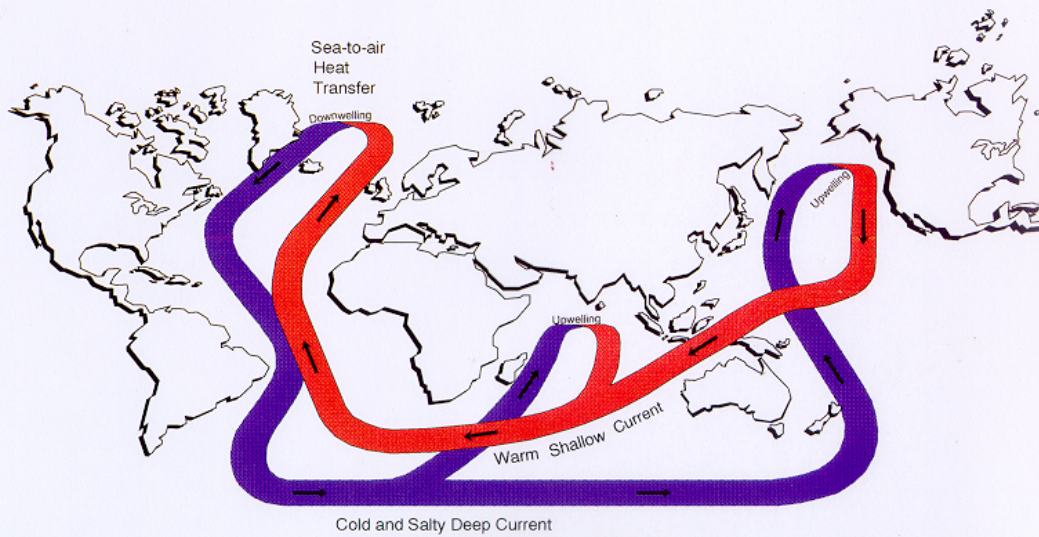 Sea-to-air
Heat
Transfer
Downwelling
Upwelling
Upwelling
Warm Shallow Current
Cold and Salty Deep Current